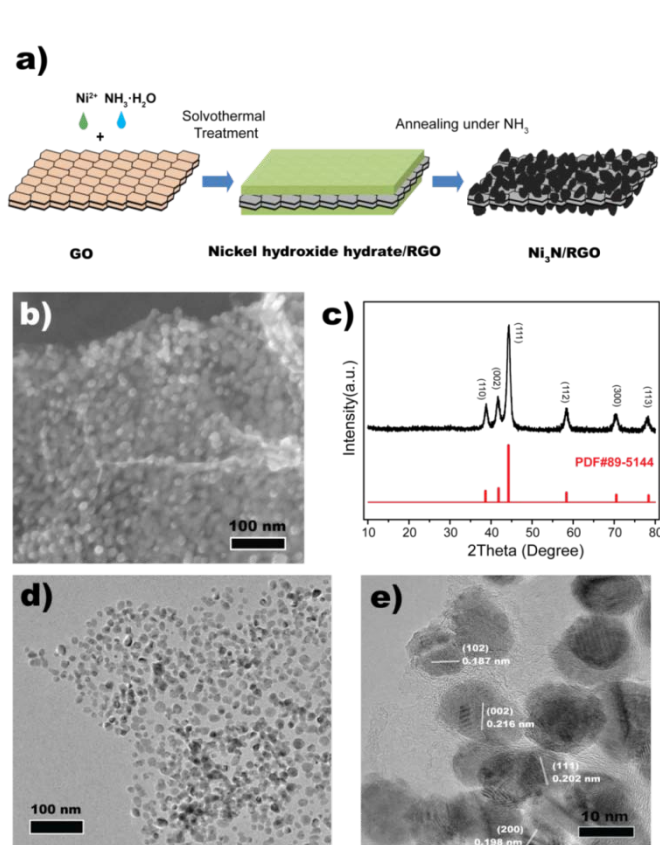 a)
Ni²⁺ NH₃·H₂O
+
Solvothermal
Treatment
Annealing under NH₃
GO
Nickel hydroxide hydrate/RGO
Ni₃N/RGO
b)
100 nm
c)
Intensity(a.u.)
(110)
(002)
(111)
(112)
(300)
(113)
PDF#89-5144
10 20 30 40 50 60 70 80
2Theta (Degree)
d)
100 nm
e)
(102)
0.187 nm
(002)
0.216 nm
(111)
0.202 nm
(200)
0.198 nm
10 nm